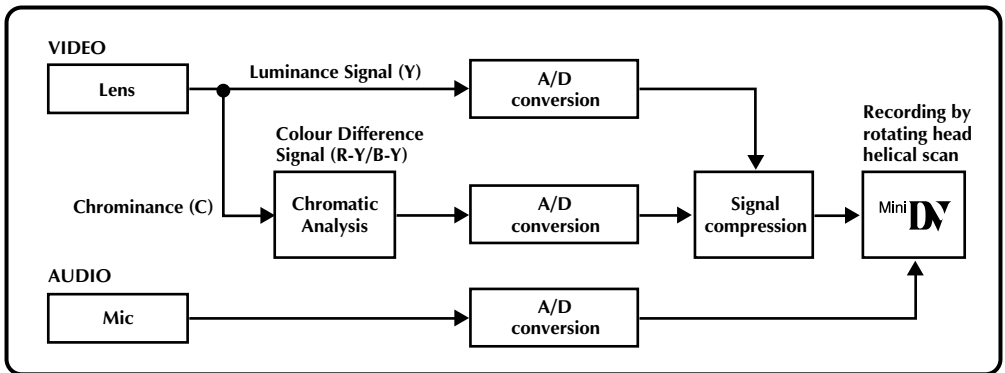 VIDEO
Lens
Luminance Signal (Y)
A/D
conversion
Colour Difference
Signal (R-Y/B-Y)
Chrominance (C)
Chromatic
Analysis
A/D
conversion
Signal
compression
Recording by
rotating head
helical scan
Mini DV
AUDIO
Mic
A/D
conversion